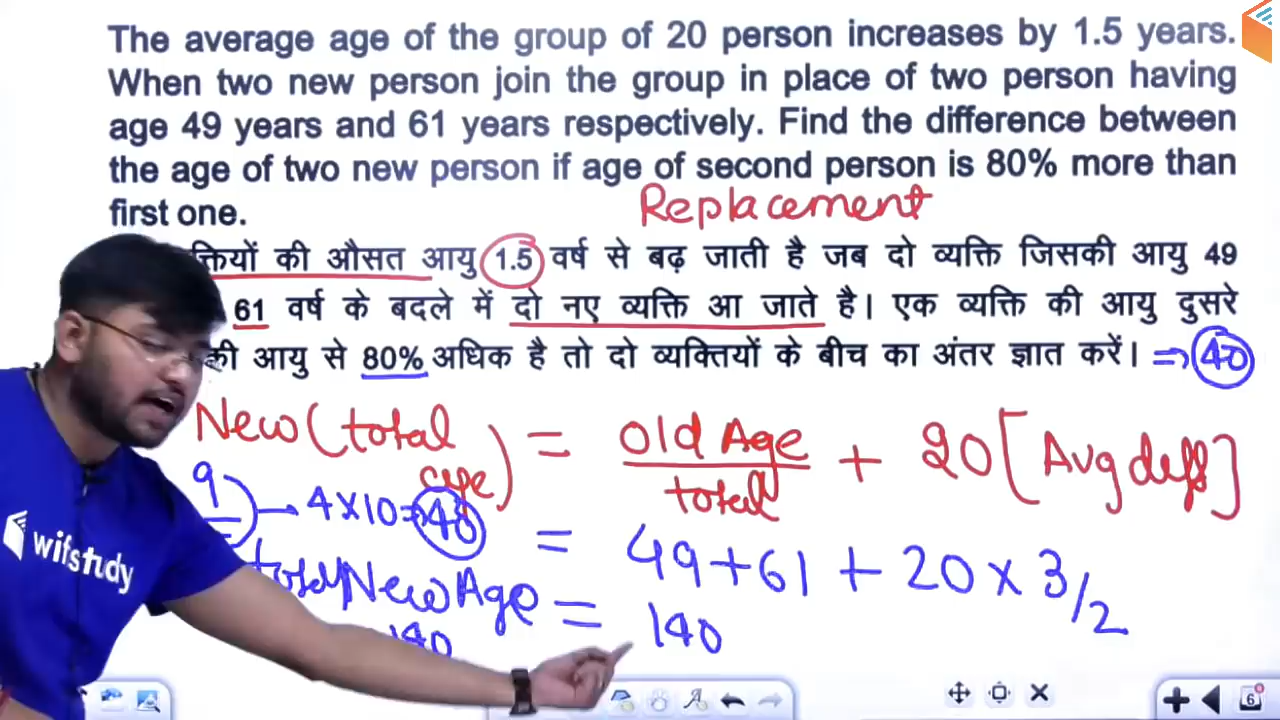 The average age of the group of 20 person increases by 1.5 years.
When two new person join the group in place of two person having
age 49 years and 61 years respectively. Find the difference between
the age of two new person if age of second person is 80% more than
first one.
Replacement
क्तियों की औसत आयु 1.5 वर्ष से बढ़ जाती है जब दो व्यक्ति जिसकी आयु 49
61 वर्ष के बदले में दो नए व्यक्ति आ जाते है। एक व्यक्ति की आयु दुसरे
की आयु से 80% अधिक है तो दो व्यक्तियों के बीच का अंतर ज्ञात करें। ⇒ 40
New (total age) = Old Age / total + 20 [Avg diff]
9 → 4 × 10 ⇒ 40
= 49 + 61 + 20 × 3/2
total New Age = 140
140
wifistudy
6